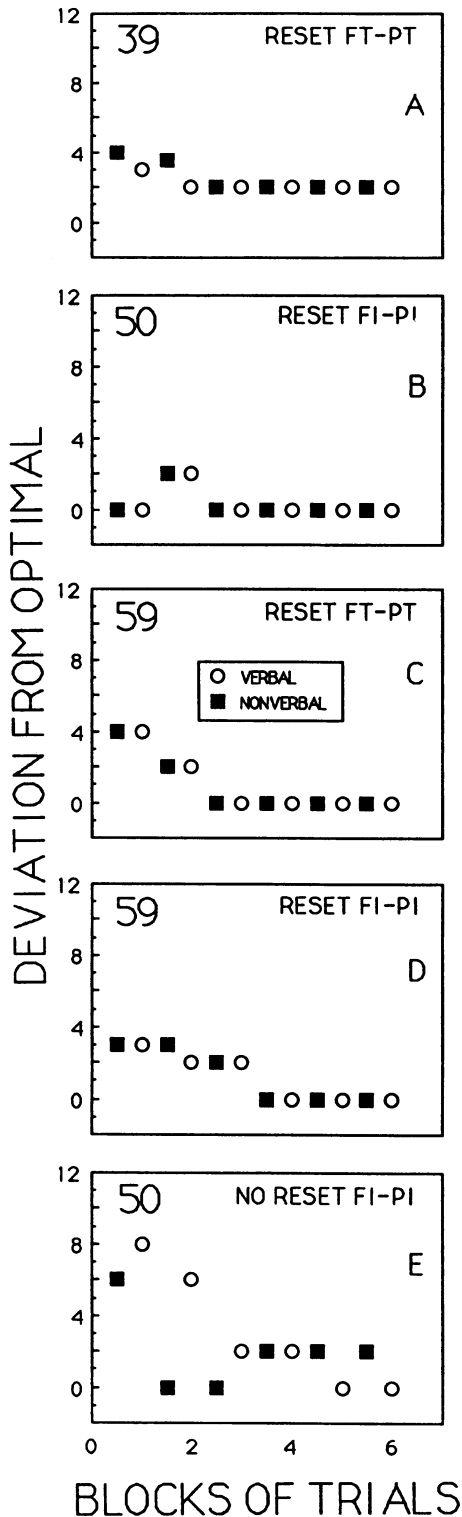 DEVIATION FROM OPTIMAL
12
8
4
0
39
RESET FT-PT
A
12
8
4
0
50
RESET FI-PI
B
12
8
4
0
59
RESET FT-PT
C
VERBAL
NONVERBAL
12
8
4
0
59
RESET FI-PI
D
12
8
4
0
50
NO RESET FI-PI
E
0 2 4 6
BLOCKS OF TRIALS